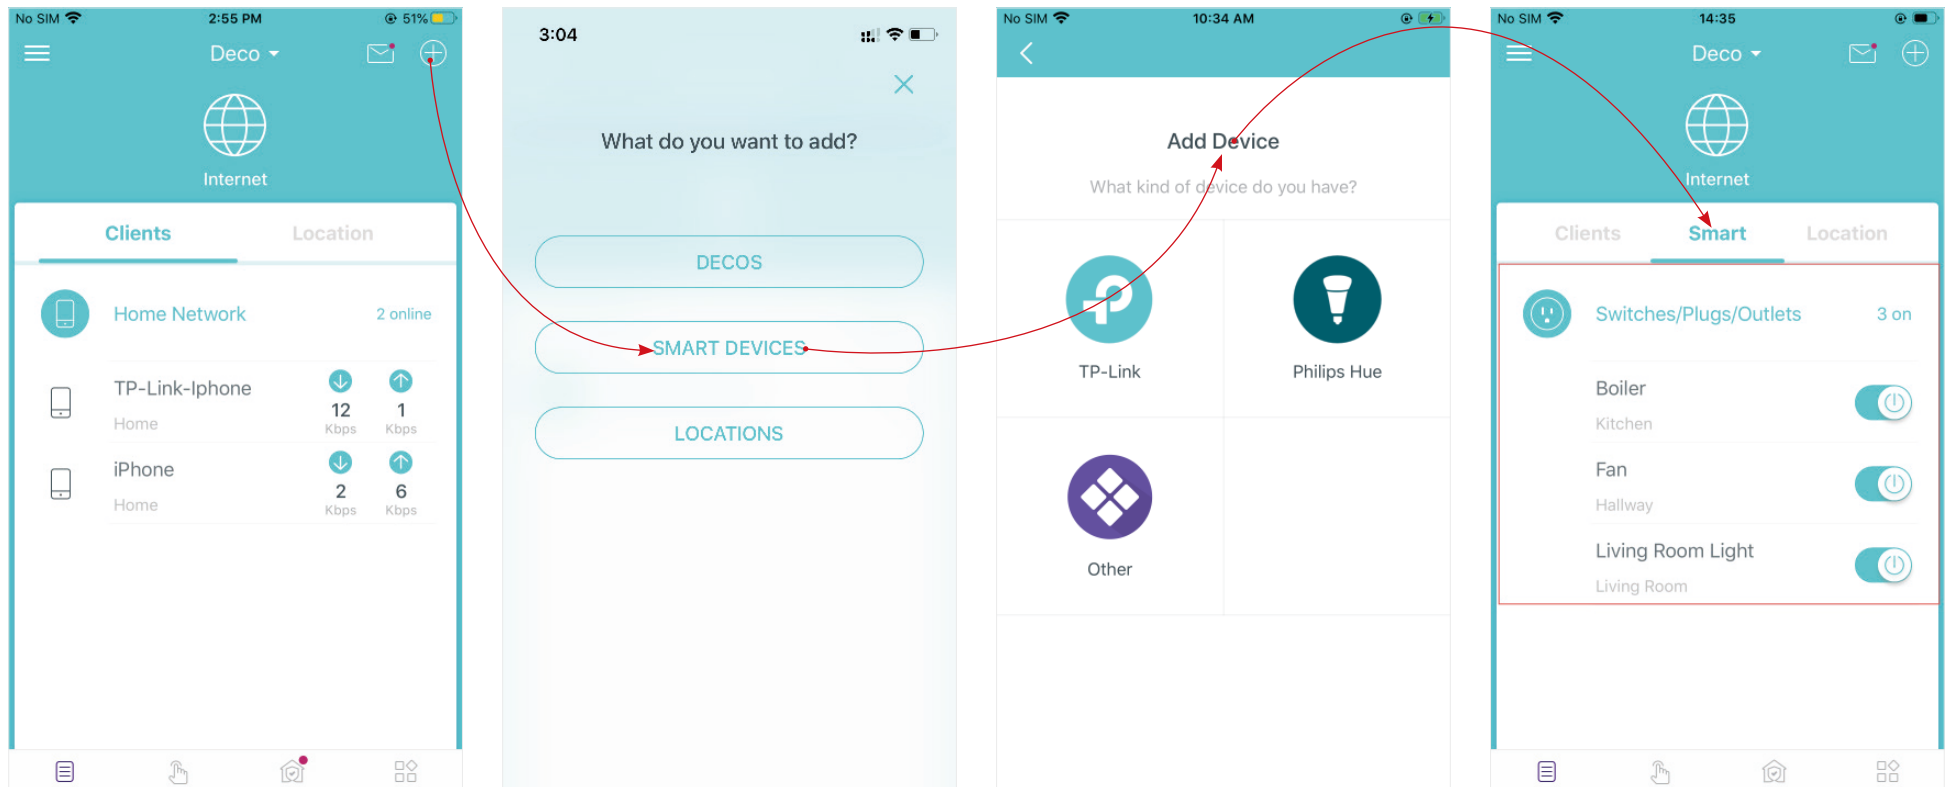 No SIM 2:55 PM 51%
Deco
Internet
Clients Location
Home Network 2 online
TP-Link-Iphone
Home
12 1
Kbps Kbps
iPhone
Home
2 6
Kbps Kbps
3:04
What do you want to add?
DECOS
SMART DEVICES
LOCATIONS
No SIM 10:34 AM
Add Device
What kind of device do you have?
TP-Link Philips Hue
Other
No SIM 14:35
Deco
Internet
Clients Smart Location
Switches/Plugs/Outlets 3 on
Boiler
Kitchen
Fan
Hallway
Living Room Light
Living Room